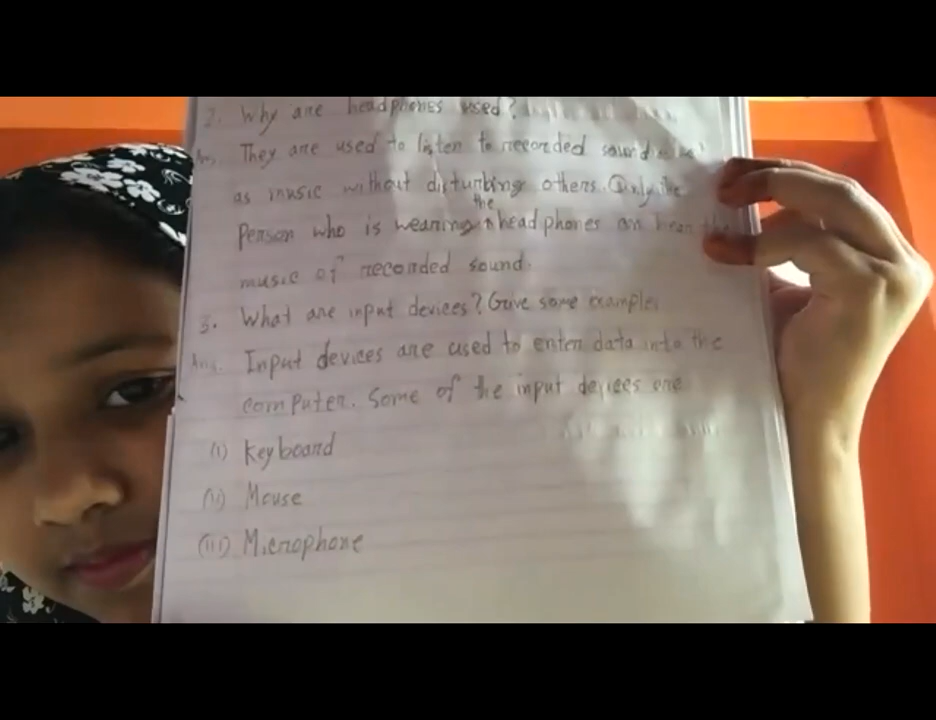 2. Why are headphones used?
Ans. They are used to listen to recorded sound
as music without disturbing others. Only the
the
person who is wearing headphones can hear the
music of recorded sound.
3. What are input devices? Give some examples
Ans. Input devices are used to enter data into the
computer. Some of the input devices are
(i) Keyboard
(ii) Mouse
(iii) Microphone